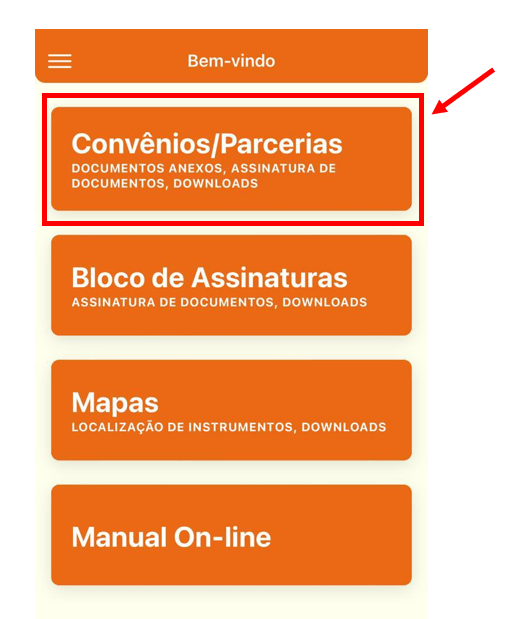 Bem-vindo
Convênios/Parcerias
DOCUMENTOS ANEXOS, ASSINATURA DE
DOCUMENTOS, DOWNLOADS
Bloco de Assinaturas
ASSINATURA DE DOCUMENTOS, DOWNLOADS
Mapas
LOCALIZAÇÃO DE INSTRUMENTOS, DOWNLOADS
Manual On-line